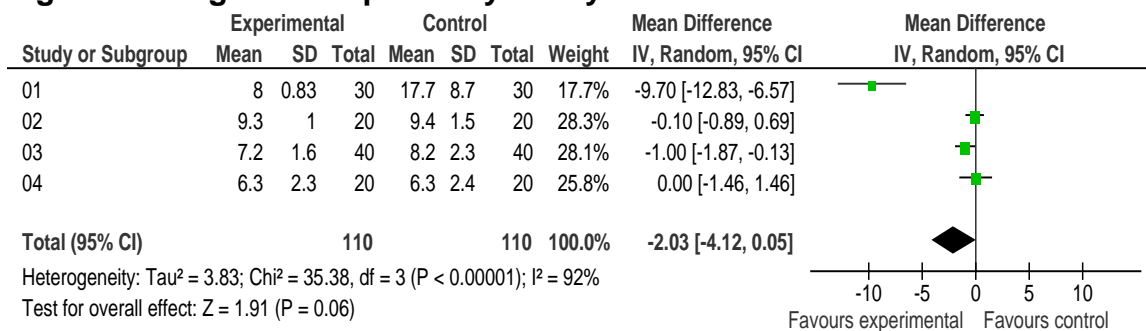 Experimental Control Mean Difference Mean Difference
Study or Subgroup Mean SD Total Mean SD Total Weight IV, Random, 95% CI IV, Random, 95% CI
01 8 0.83 30 17.7 8.7 30 17.7% -9.70 [-12.83, -6.57]
02 9.3 1 20 9.4 1.5 20 28.3% -0.10 [-0.89, 0.69]
03 7.2 1.6 40 8.2 2.3 40 28.1% -1.00 [-1.87, -0.13]
04 6.3 2.3 20 6.3 2.4 20 25.8% 0.00 [-1.46, 1.46]
Total (95% CI) 110 110 100.0% -2.03 [-4.12, 0.05]
Heterogeneity: Tau² = 3.83; Chi² = 35.38, df = 3 (P < 0.00001); I² = 92%
Test for overall effect: Z = 1.91 (P = 0.06)
-10 -5 0 5 10
Favours experimental Favours control